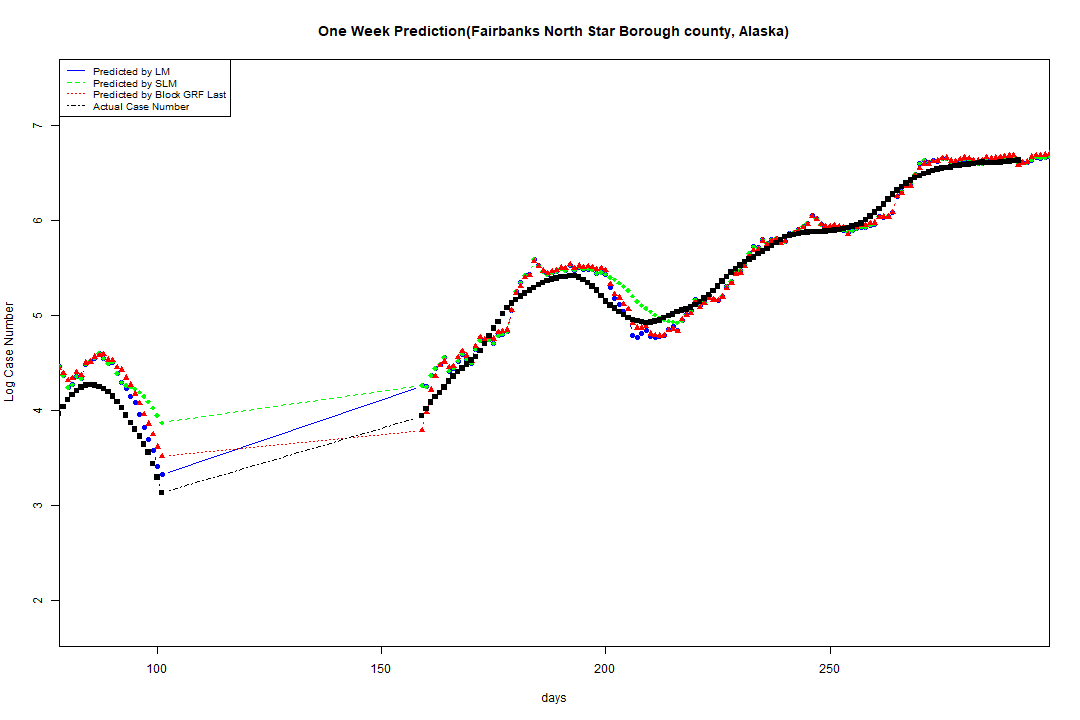 One Week Prediction(Fairbanks North Star Borough county, Alaska)
Predicted by LM
Predicted by SLM
Predicted by Block GRF Last
Actual Case Number
7
6
5
4
3
2
Log Case Number
100
150
200
250
days